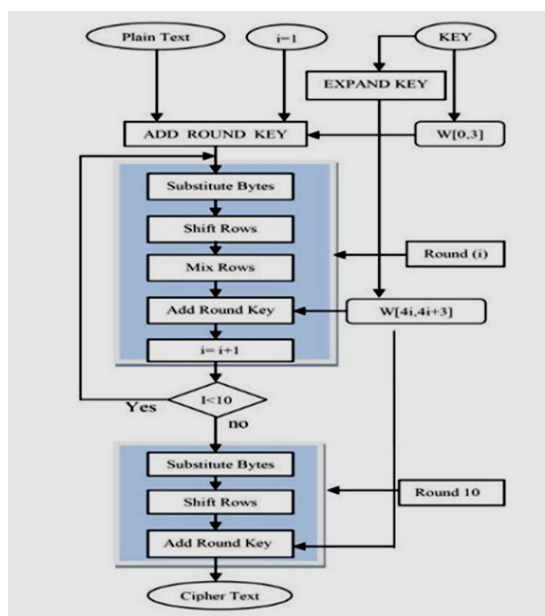 Plain Text
i=1
KEY
EXPAND KEY
ADD ROUND KEY
W[0,3]
Substitute Bytes
Shift Rows
Mix Rows
Round (i)
Add Round Key
W[4i,4i+3]
i= i+1
I<10
Yes
no
Substitute Bytes
Shift Rows
Round 10
Add Round Key
Cipher Text